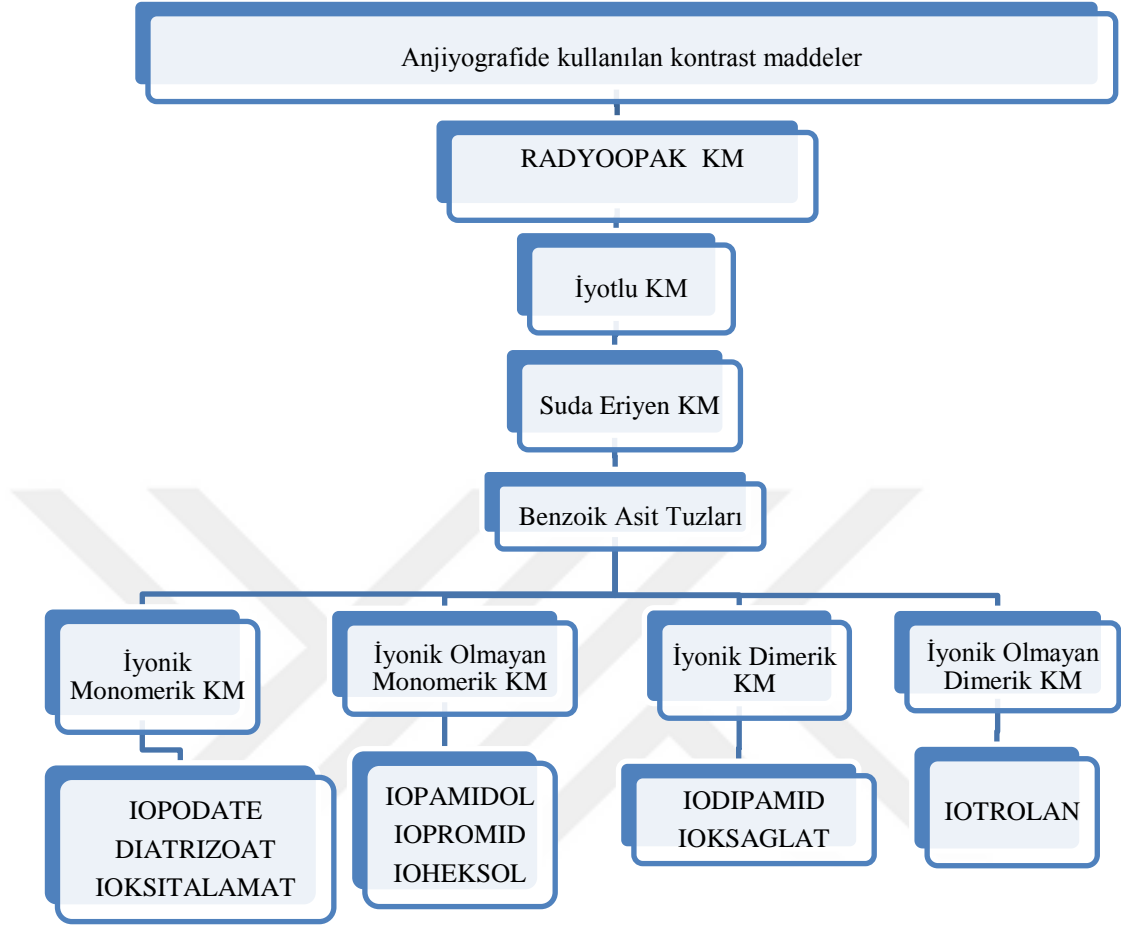 Anjiyografide kullanılan kontrast maddeler
RADYOOPAK KM
İyotlu KM
Suda Eriyen KM
Benzoik Asit Tuzları
İyonik
Monomerik KM
İyonik Olmayan
Monomerik KM
İyonik Dimerik
KM
İyonik Olmayan
Dimerik KM
IOPODATE
DIATRIZOAT
IOKSITALAMAT
IOPAMIDOL
IOPROMID
IOHEKSOL
IODIPAMID
IOKSAGLAT
IOTROLAN